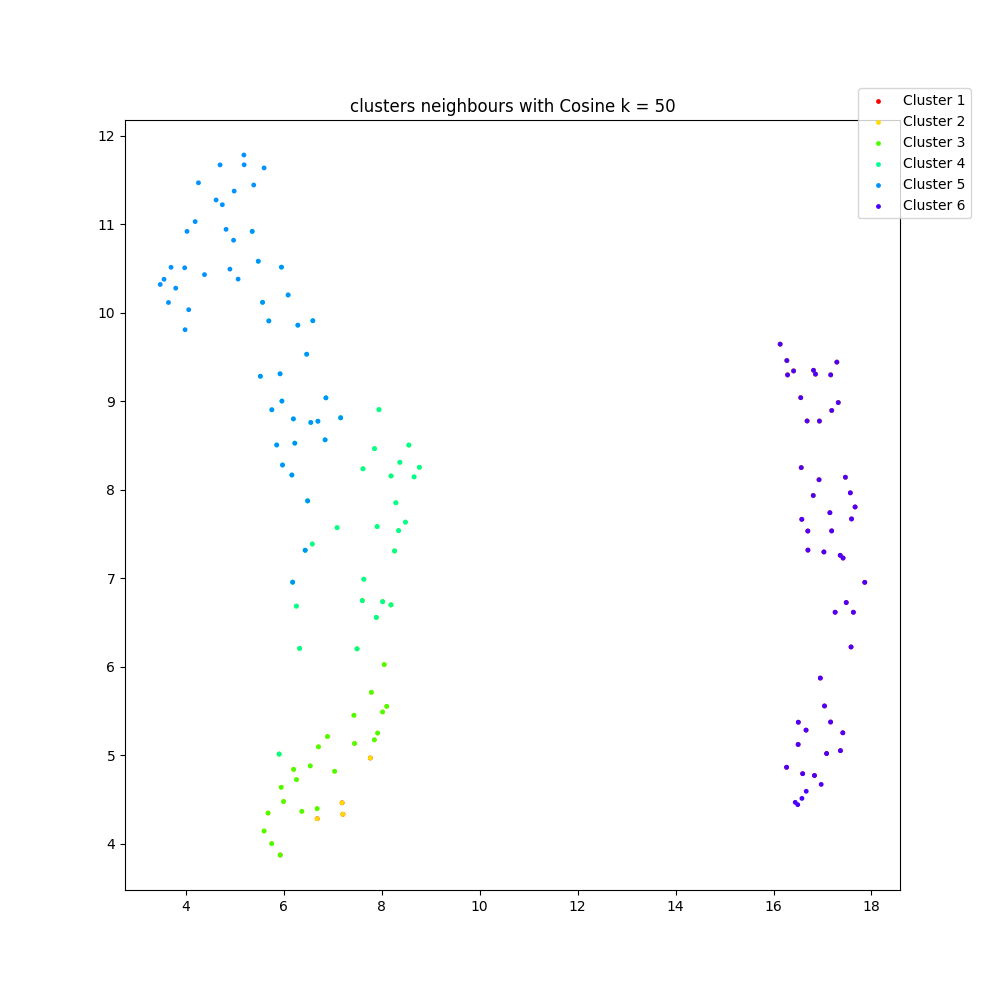 clusters neighbours with Cosine k = 50
Cluster 1
Cluster 2
Cluster 3
Cluster 4
Cluster 5
Cluster 6
12
11
10
9
8
7
6
5
4
4 6 8 10 12 14 16 18